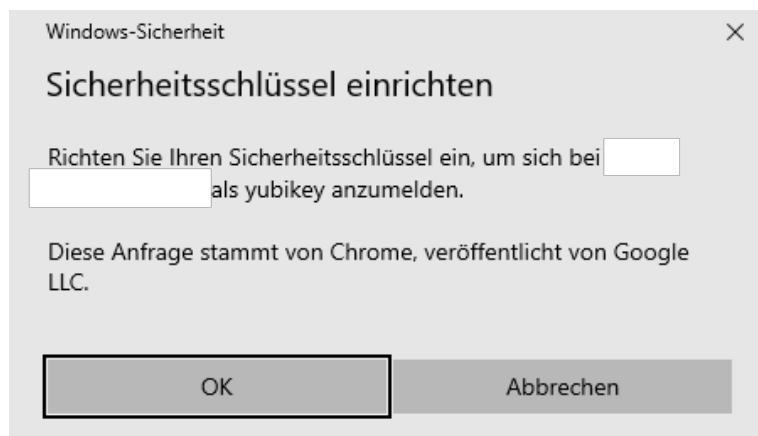 Windows-Sicherheit
Sicherheitsschlüssel einrichten
Richten Sie Ihren Sicherheitsschlüssel ein, um sich bei
als yubikey anzumelden.
Diese Anfrage stammt von Chrome, veröffentlicht von Google
LLC.
OK
Abbrechen